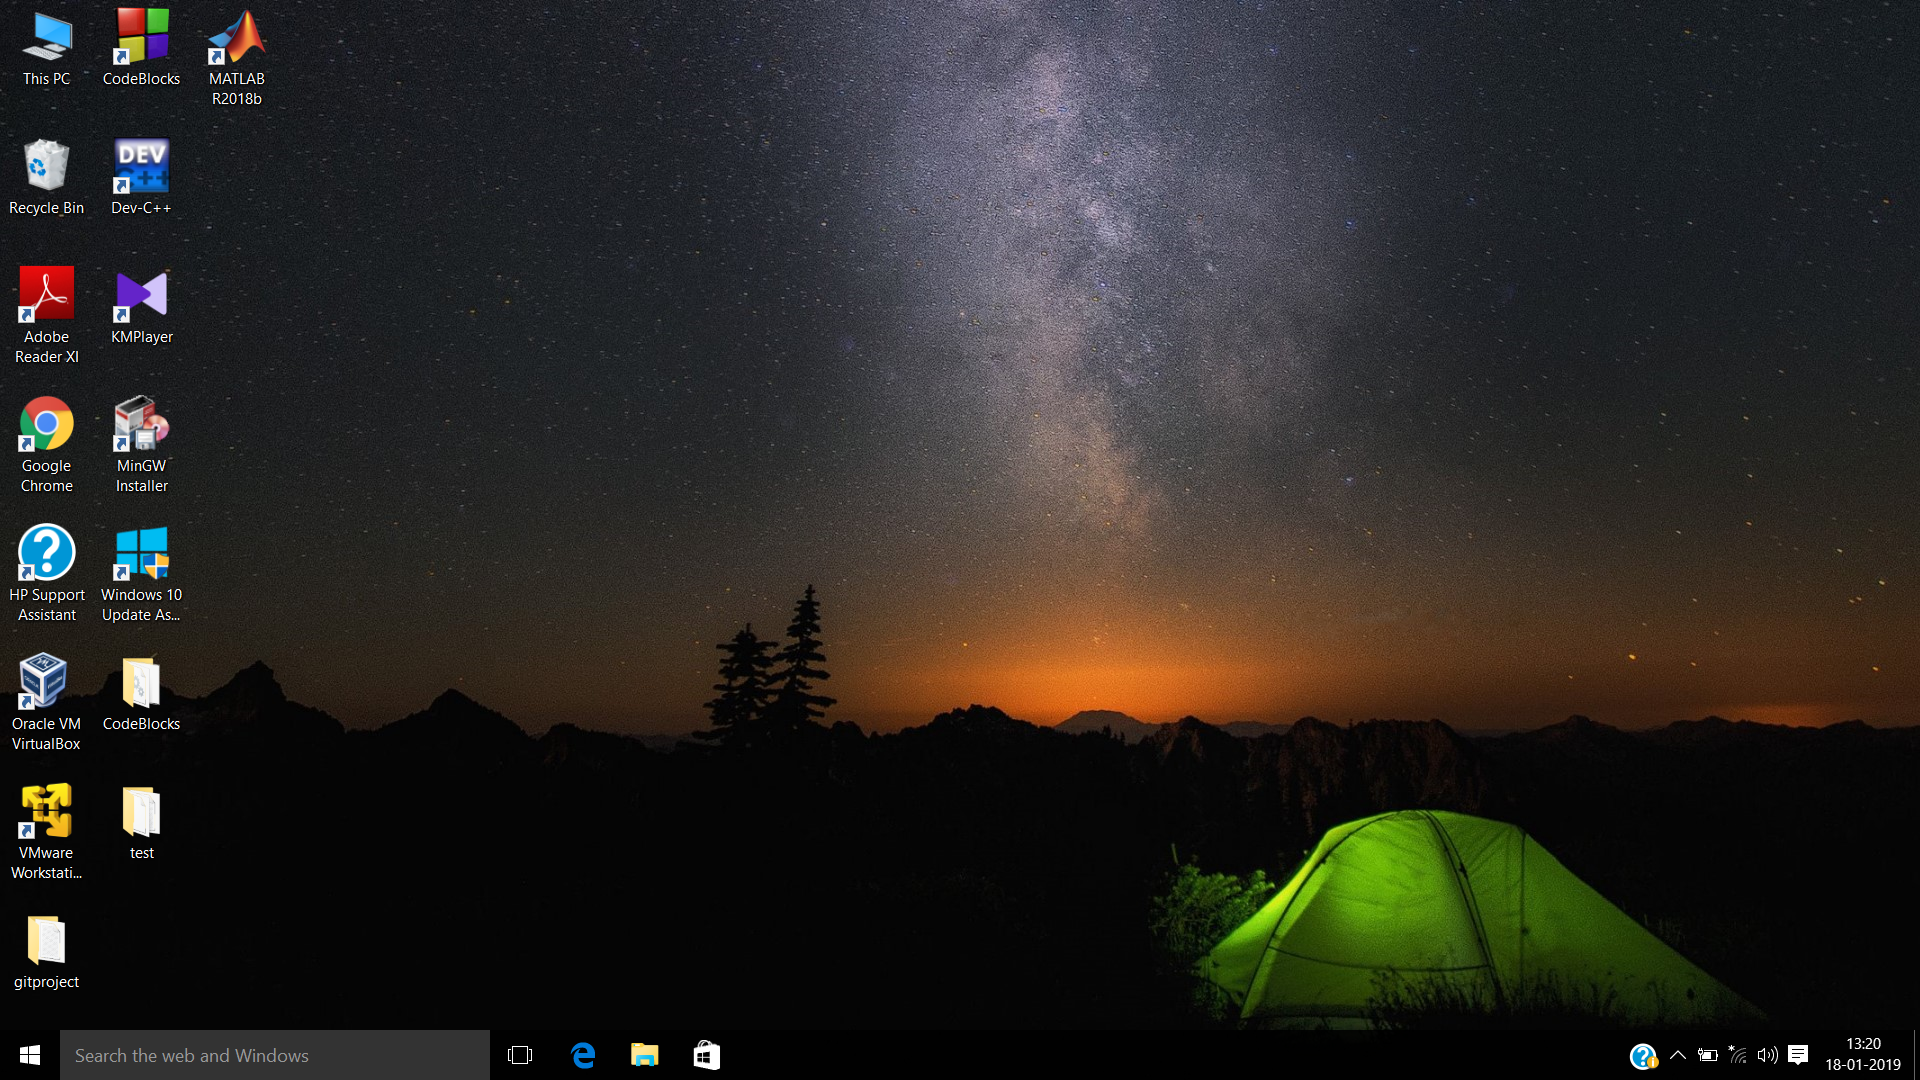 This PC
CodeBlocks
MATLAB
R2018b
Recycle Bin
DEV
C++
Dev-C++
Adobe
Reader XI
KMPlayer
Google
Chrome
MinGW
Installer
HP Support
Assistant
Windows 10
Update As...
Oracle VM
VirtualBox
CodeBlocks
VMware
Workstati...
test
gitproject
Search the web and Windows
13:20
18-01-2019